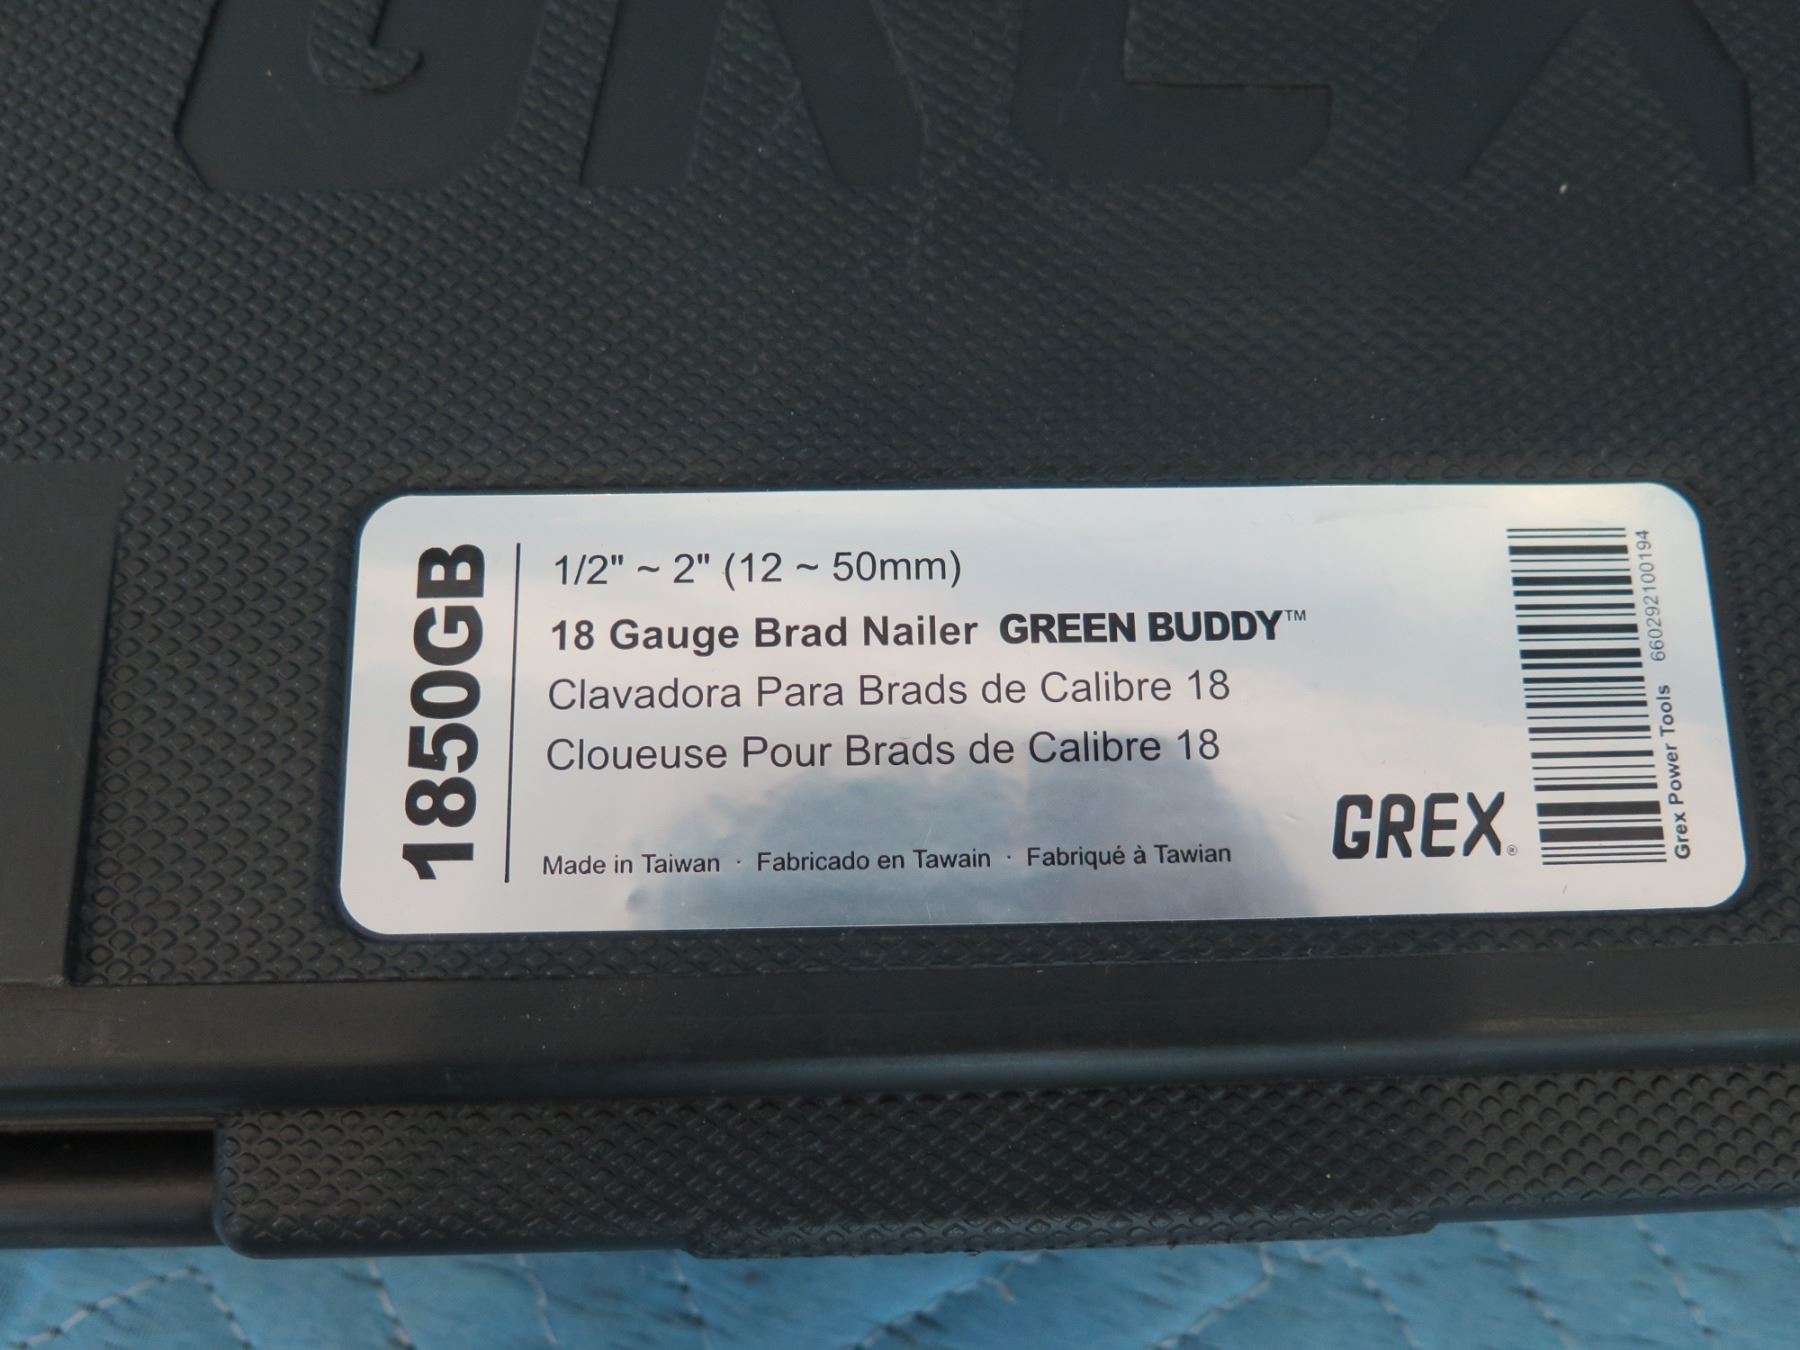 GREX
1850GB
1/2" ~ 2" (12 ~ 50mm)
18 Gauge Brad Nailer GREEN BUDDY™
Clavadora Para Brads de Calibre 18
Cloueuse Pour Brads de Calibre 18
Made in Taiwan · Fabricado en Tawain · Fabriqué à Tawian
GREX®
Grex Power Tools 660292100194